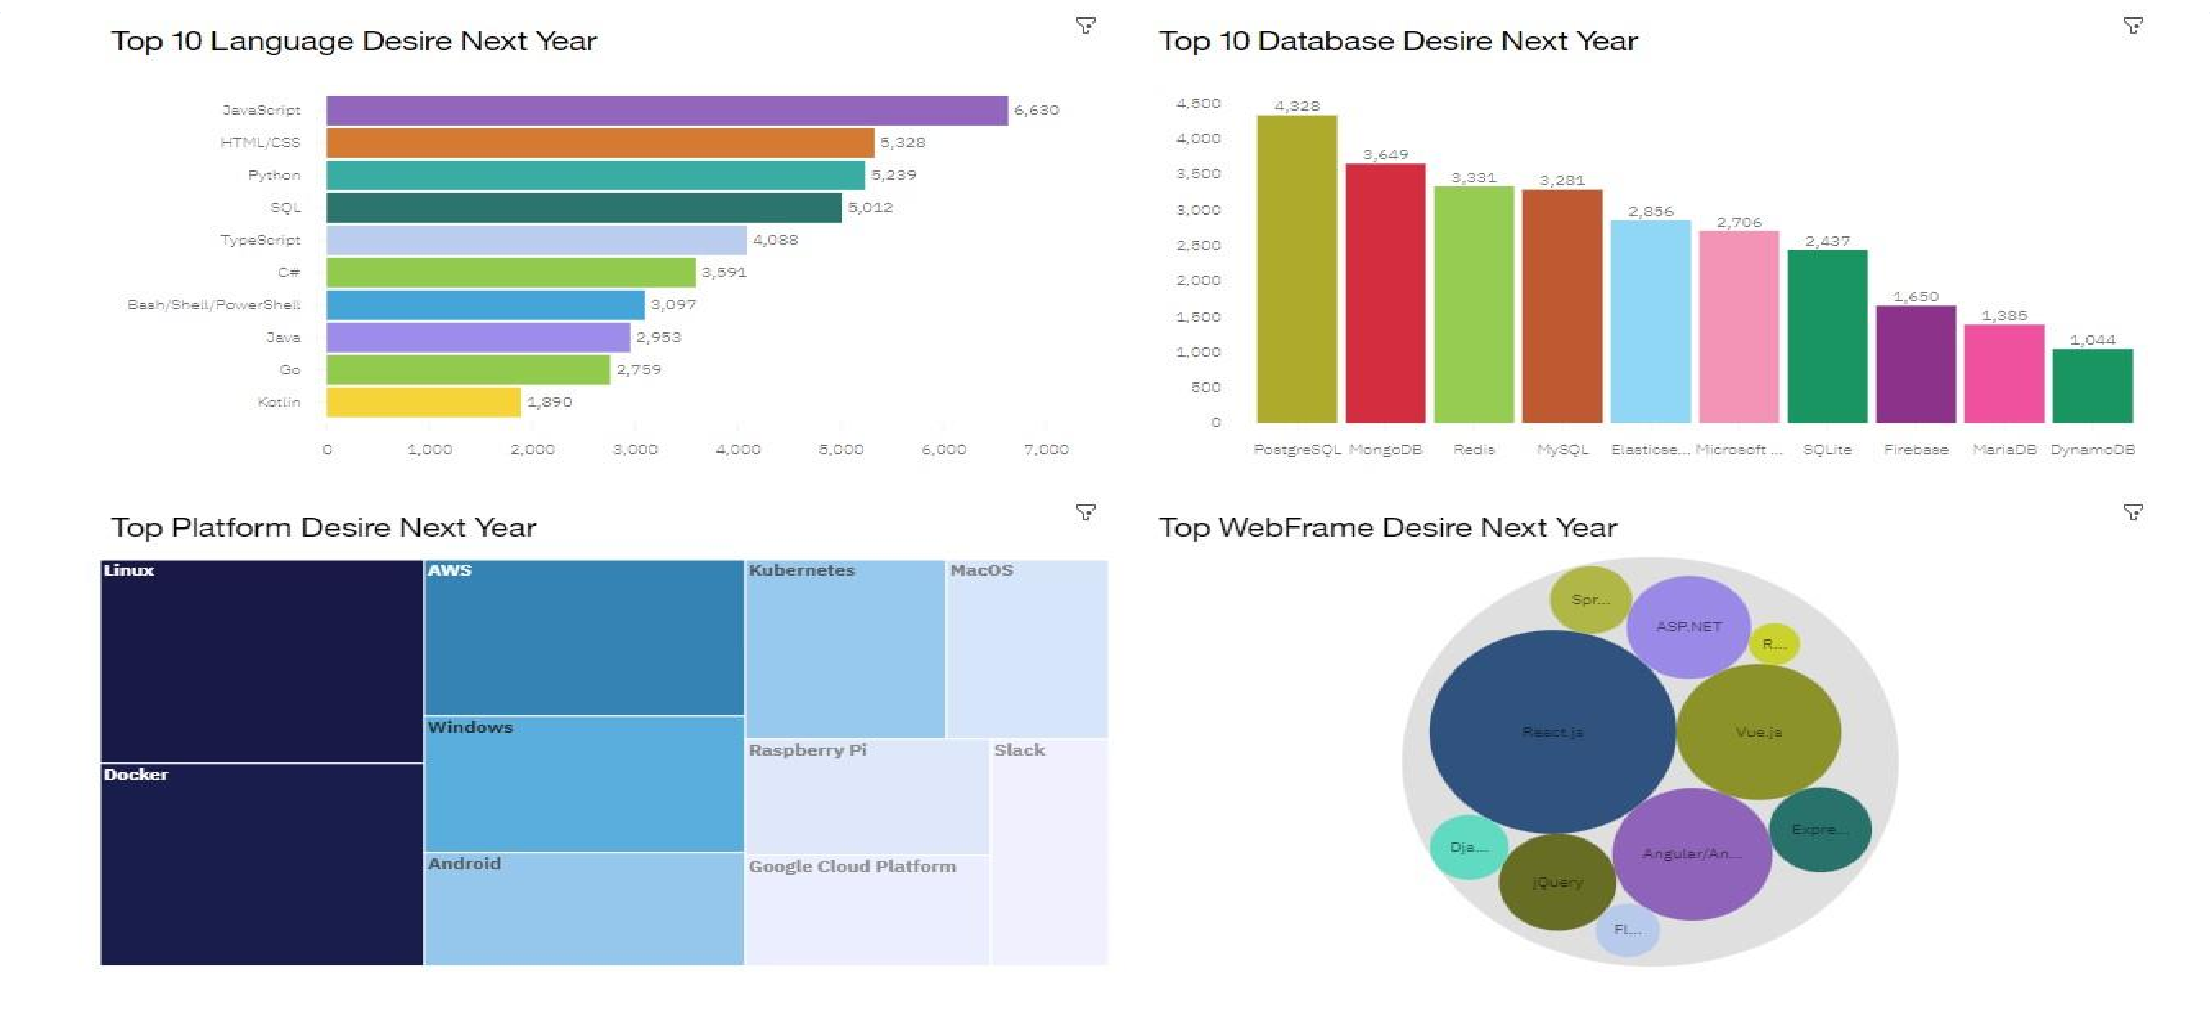 Top 10 Language Desire Next Year
JavaScript 6,630
HTML/CSS 5,328
Python 5,239
SQL 5,012
TypeScript 4,088
C# 3,591
Bash/Shell/PowerShell 3,097
Java 2,953
Go 2,759
Kotlin 1,890
0 1,000 2,000 3,000 4,000 5,000 6,000 7,000
Top 10 Database Desire Next Year
4,500
4,000
3,500
3,000
2,500
2,000
1,500
1,000
500
0
4,328
3,649
3,331
3,281
2,856
2,706
2,437
1,650
1,385
1,044
PostgreSQL MongoDB Redis MySQL Elasticse... Microsoft ... SQLite Firebase MariaDB DynamoDB
Top Platform Desire Next Year
Linux
Docker
AWS
Windows
Android
Kubernetes
MacOS
Raspberry Pi
Slack
Google Cloud Platform
Top WebFrame Desire Next Year
Spr...
ASP.NET
R...
React.js
Vue.js
Expre...
Angular/An...
Dja...
jQuery
Fl...